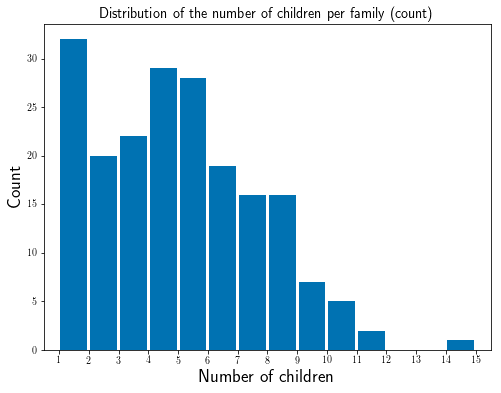 Distribution of the number of children per family (count)
Count
30
25
20
15
10
5
0
1 2 3 4 5 6 7 8 9 10 11 12 13 14 15
Number of children